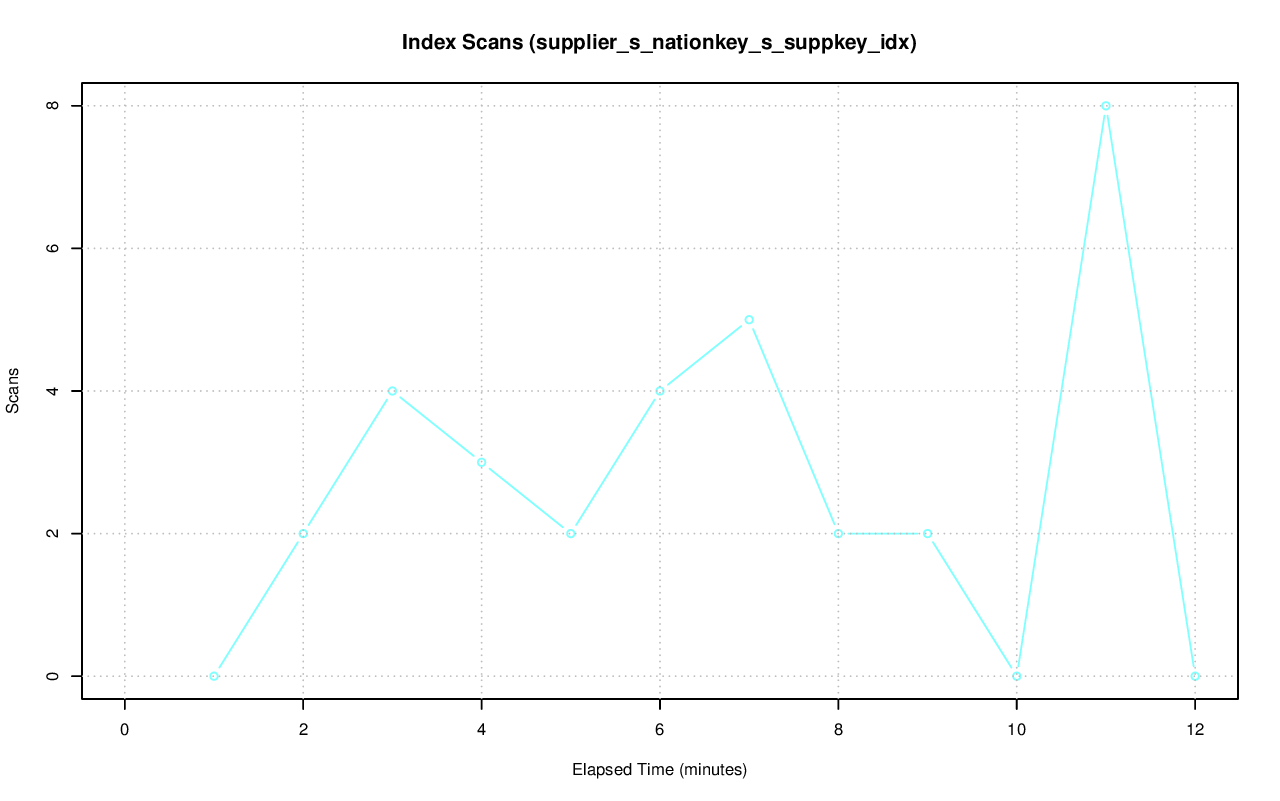 Index Scans (supplier_s_nationkey_s_suppkey_idx)
8
6
4
2
0
Scans
0 2 4 6 8 10 12
Elapsed Time (minutes)